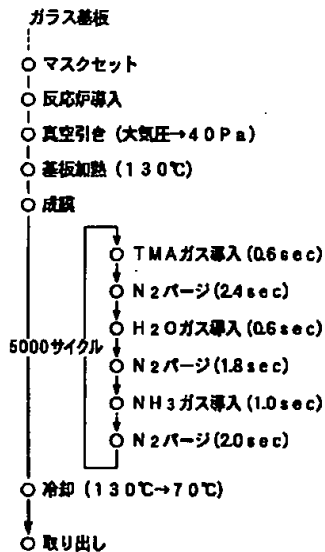 ガラス基板
マスクセット
反応炉導入
真空引き (大気圧→40Pa)
基板加熱 (130℃)
成膜
TMAガス導入 (0.6sec)
N2パージ (2.4sec)
H2Oガス導入 (0.6sec)
5000サイクル
N2パージ (1.8sec)
NH3ガス導入 (1.0sec)
N2パージ (2.0sec)
冷却 (130℃→70℃)
取り出し